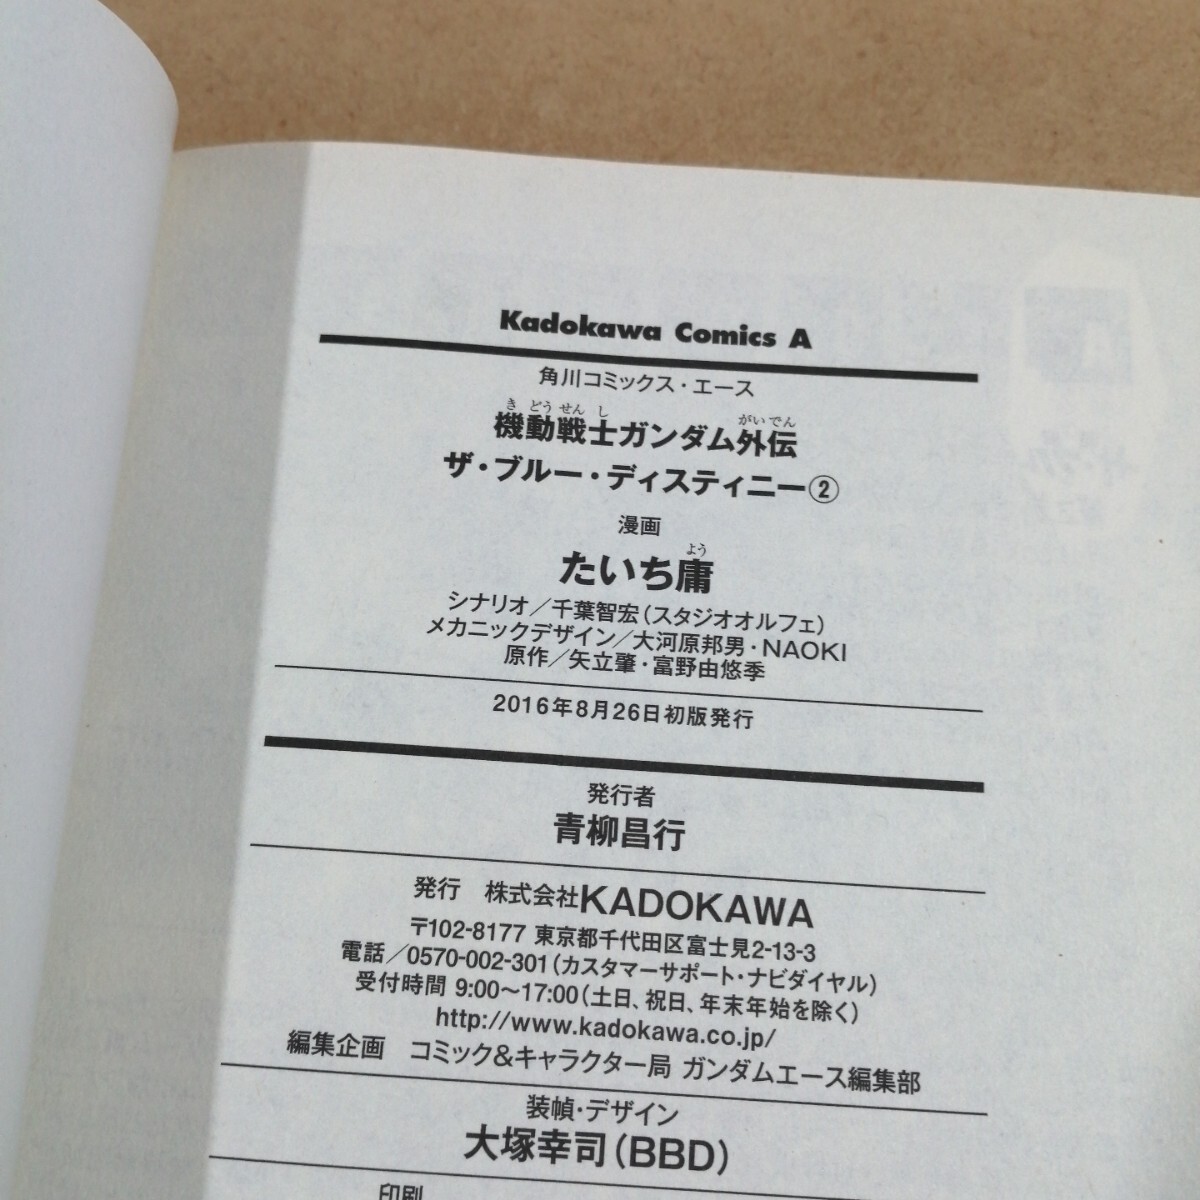 Kadokawa Comics A
角川コミックス・エース
機動戦士ガンダム外伝
ザ・ブルー・ディスティニー②
漫画
たいち庸
シナリオ／千葉智宏（スタジオオルフェ）
メカニックデザイン／大河原邦男・NAOKI
原作／矢立肇・富野由悠季
2016年8月26日初版発行
発行者
青柳昌行
発行　株式会社KADOKAWA
〒102-8177 東京都千代田区富士見2-13-3
電話／0570-002-301（カスタマーサポート・ナビダイヤル）
受付時間 9:00〜17:00（土日、祝日、年末年始を除く）
http://www.kadokawa.co.jp/
編集企画　コミック&キャラクター局 ガンダムエース編集部
装幀・デザイン
大塚幸司（BBD）
印刷